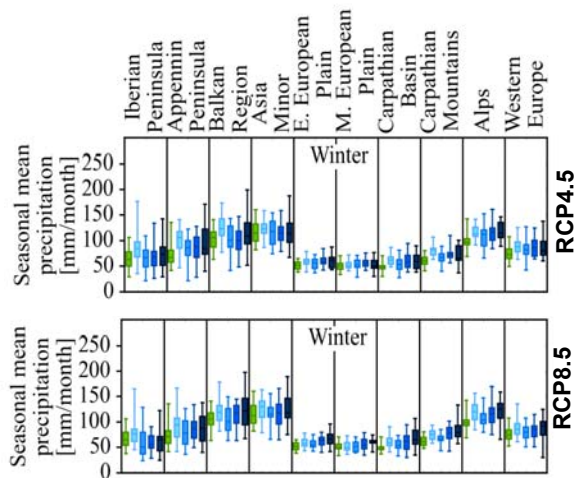 Iberian
Peninsula
Appennin
Peninsula
Balkan
Region
Asia
Minor
E. European
Plain
M. European
Plain
Carpathian
Basin
Carpathian
Mountains
Alps
Western
Europe
Seasonal mean
precipitation
[mm/month]
250
200
150
100
50
0
Winter
RCP4.5
Seasonal mean
precipitation
[mm/month]
250
200
150
100
50
0
Winter
RCP8.5